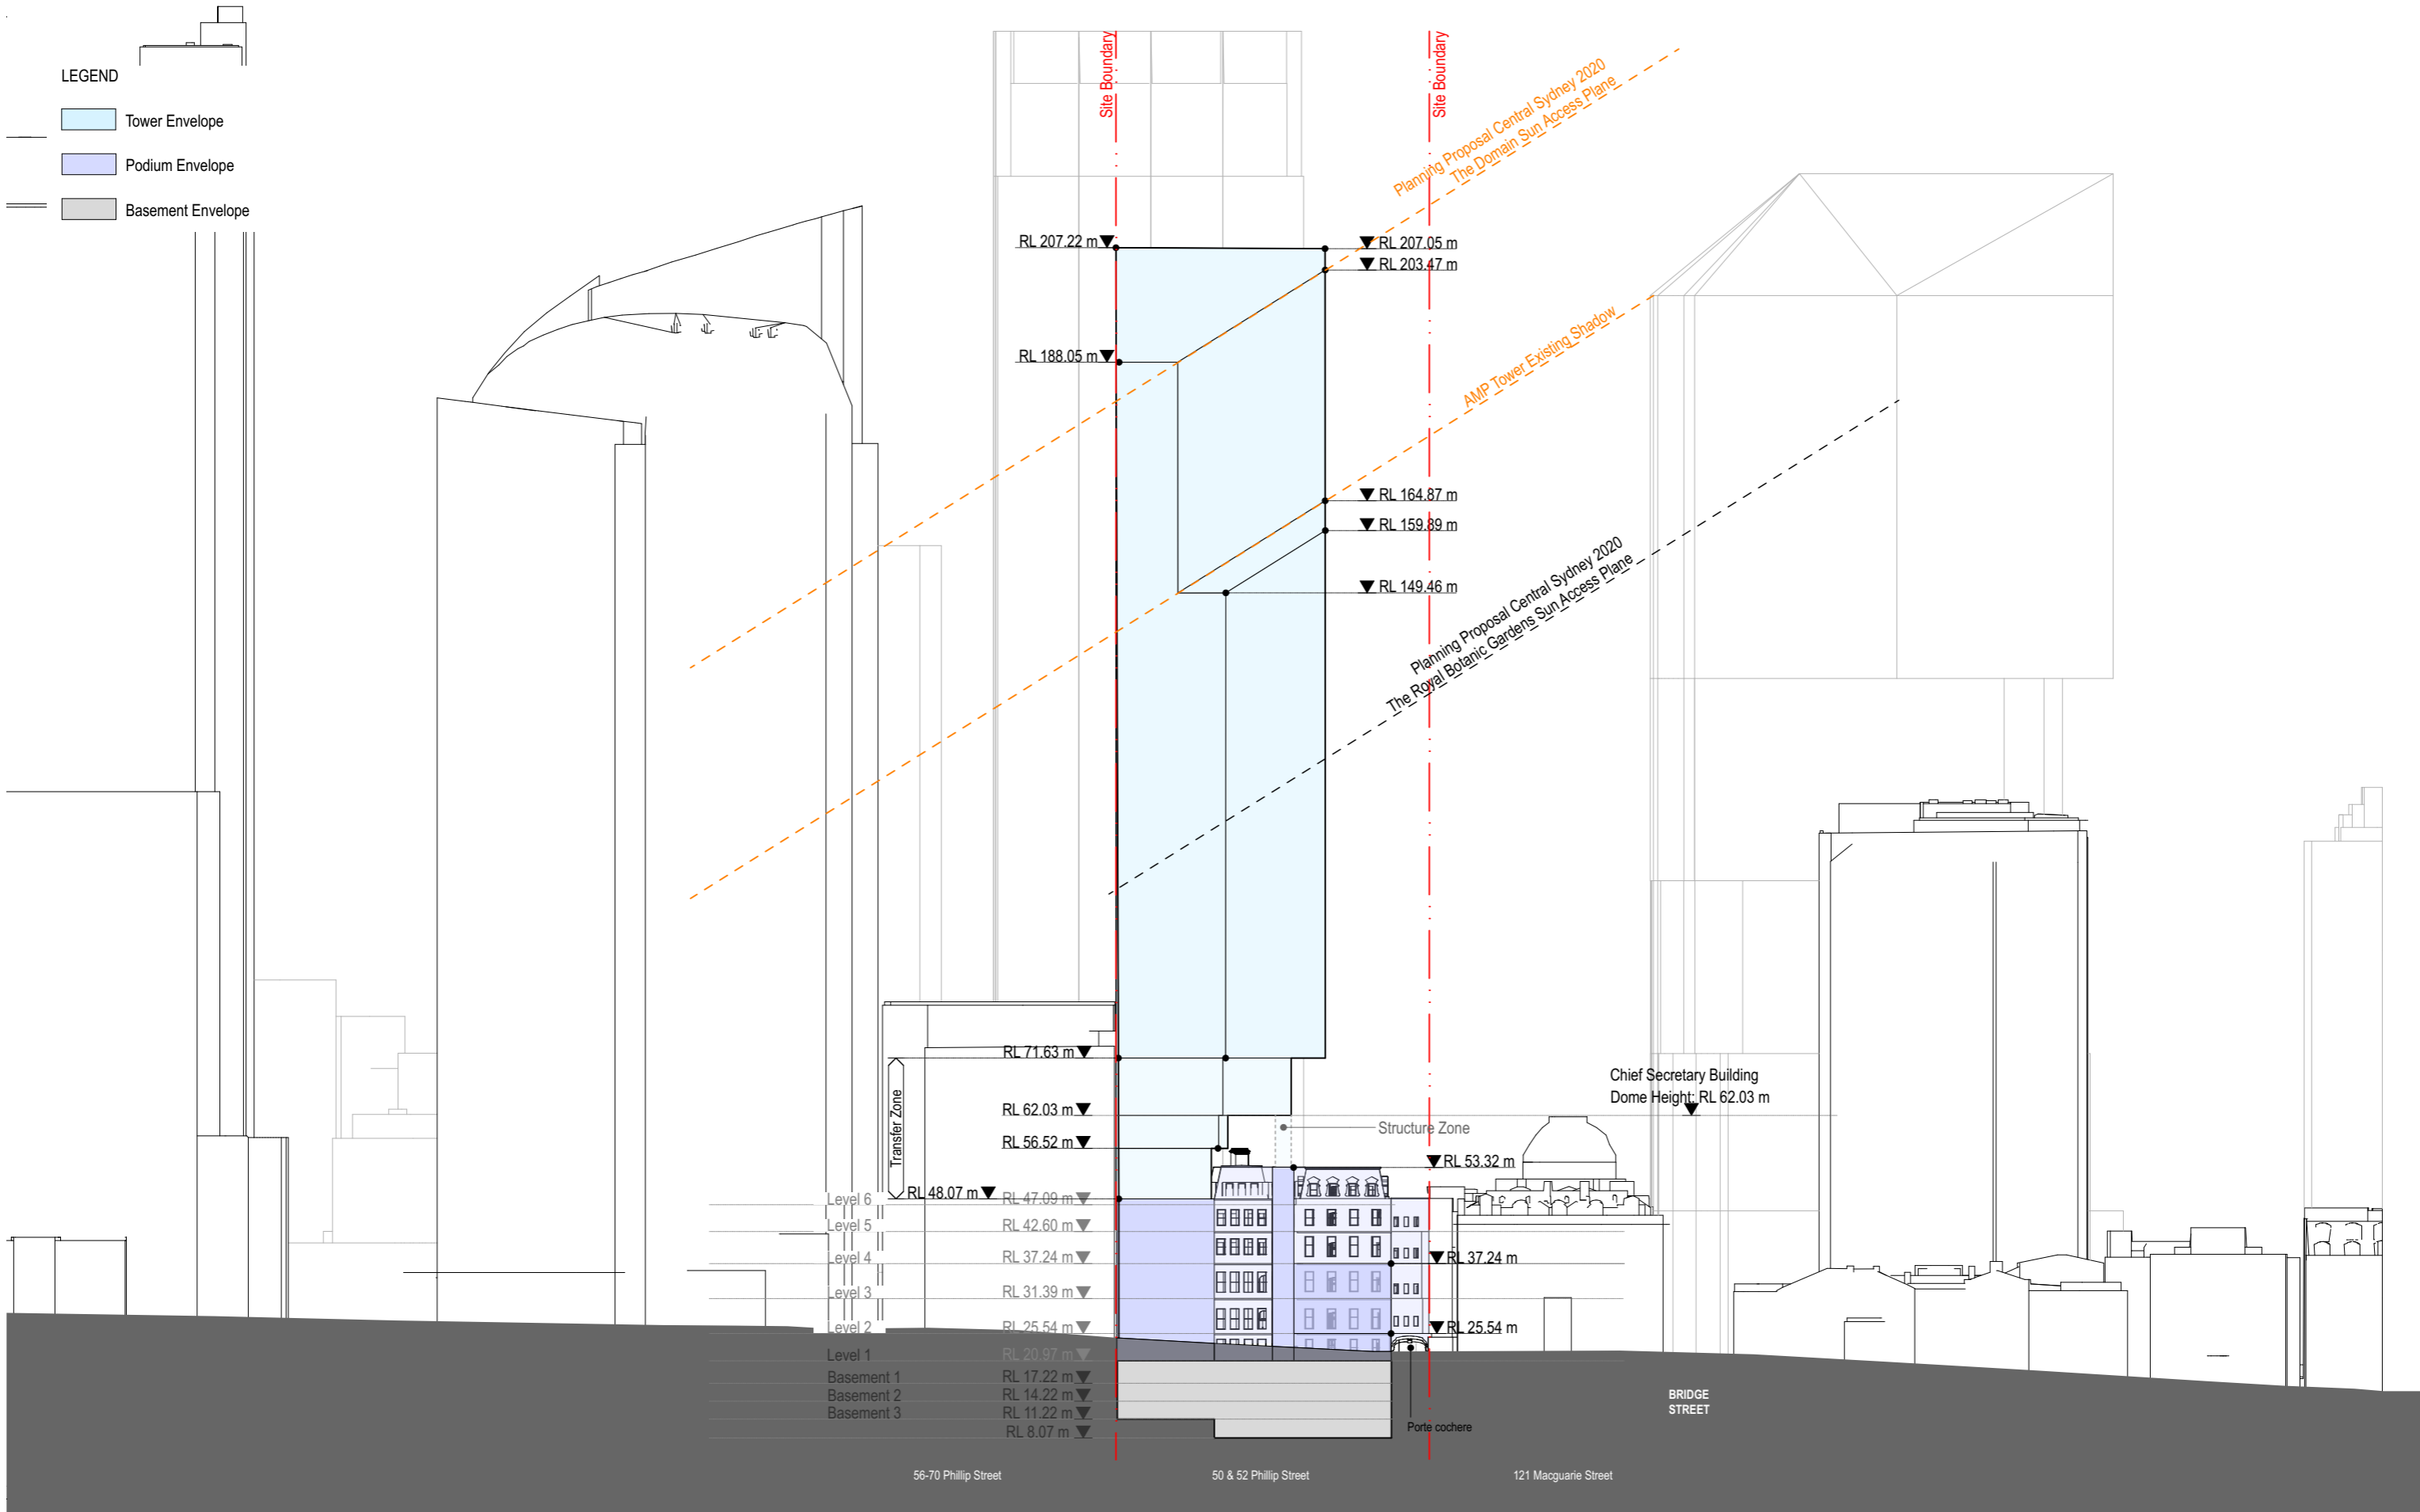 LEGEND
Tower Envelope
Podium Envelope
Basement Envelope
Site Boundary
Site Boundary
Planning Proposal Central Sydney 2020
The Domain Sun Access Plane
RL 207.22 m
RL 207.05 m
RL 203.47 m
RL 188.05 m
AMP Tower Existing Shadow
RL 164.87 m
RL 159.89 m
RL 149.46 m
Planning Proposal Central Sydney 2020
The Royal Botanic Gardens Sun Access Plane
RL 71.63 m
Transfer Zone
RL 62.03 m
RL 56.52 m
Chief Secretary Building
Dome Height: RL 62.03 m
Structure Zone
RL 53.32 m
RL 48.07 m
Level 6 RL 47.09 m
Level 5 RL 42.60 m
Level 4 RL 37.24 m
RL 37.24 m
Level 3 RL 31.39 m
Level 2 RL 25.54 m
RL 25.54 m
Level 1 RL 20.97 m
Basement 1 RL 17.22 m
Basement 2 RL 14.22 m
Basement 3 RL 11.22 m
RL 8.07 m
Porte cochere
BRIDGE
STREET
56-70 Phillip Street
50 & 52 Phillip Street
121 Macguarie Street